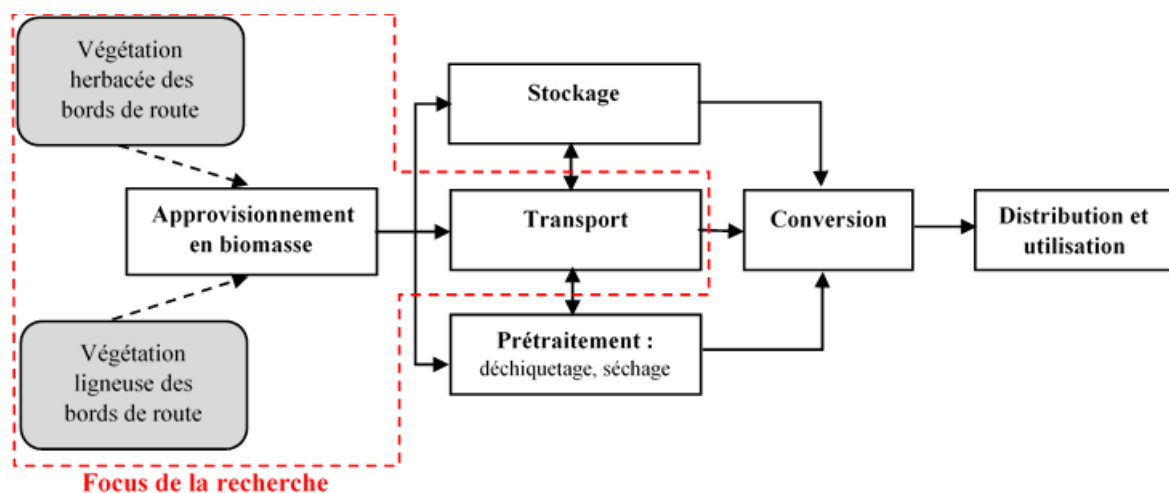 Végétation
herbacée des
bords de route
Stockage
Approvisionnement
en biomasse
Transport
Conversion
Distribution et
utilisation
Végétation
ligneuse des
bords de route
Prétraitement :
déchiquetage, séchage
Focus de la recherche